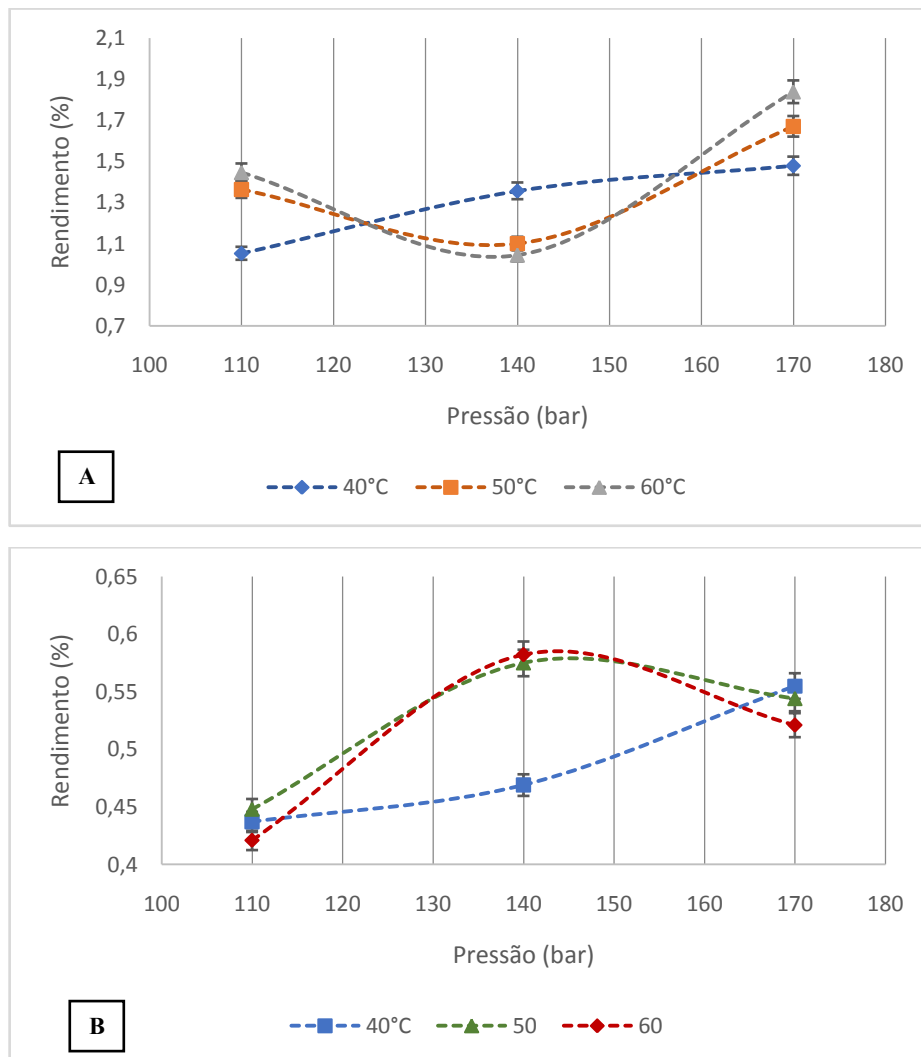 2,1
1,9
1,7
1,5
1,3
1,1
0,9
0,7
Rendimento (%)
100 110 120 130 140 150 160 170 180
Pressão (bar)
A
40°C 50°C 60°C
0,65
0,6
0,55
0,5
0,45
0,4
Rendimento (%)
100 110 120 130 140 150 160 170 180
Pressão (bar)
B
40°C 50 60